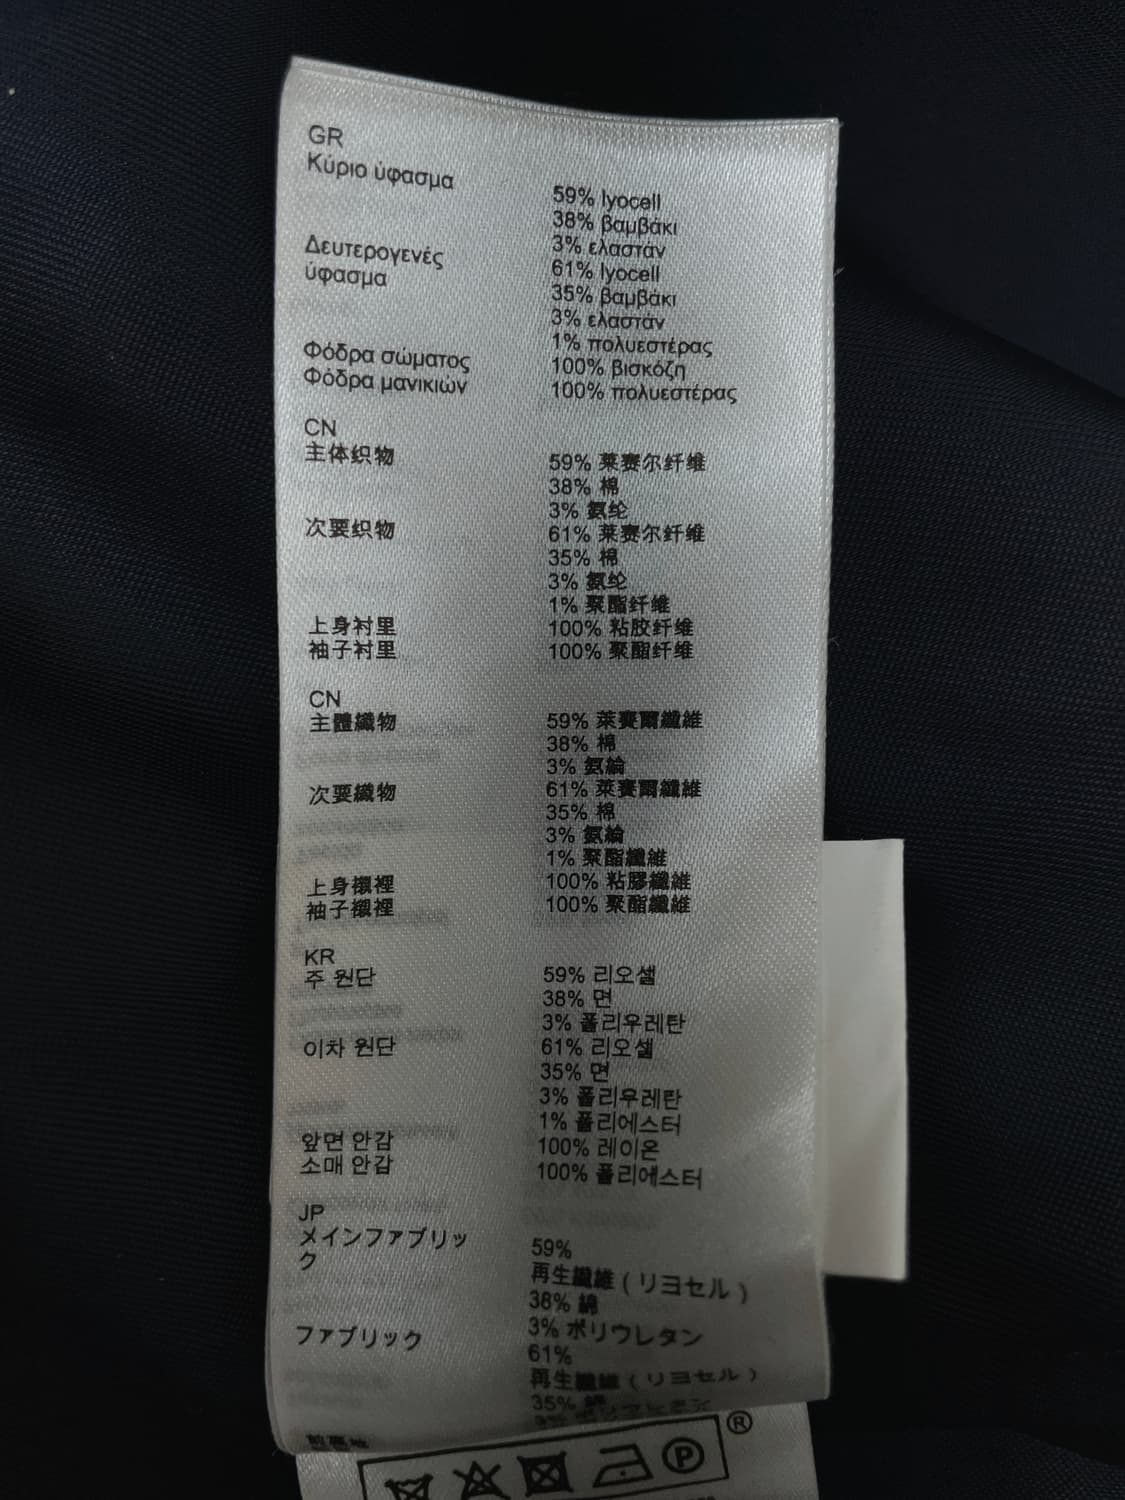 GR
Κύριο ύφασμα
59% lyocell
38% βαμβάκι
3% ελαστάν
Δευτερογενές
ύφασμα
61% lyocell
35% βαμβάκι
3% ελαστάν
1% πολυεστέρας
Φόδρα σώματος 100% βισκόζη
Φόδρα μανικιών 100% πολυεστέρας
CN
主体织物 59% 莱赛尔纤维
38% 棉
3% 氨纶
次要织物 61% 莱赛尔纤维
35% 棉
3% 氨纶
1% 聚酯纤维
上身衬里 100% 粘胶纤维
袖子衬里 100% 聚酯纤维
CN
主體織物 59% 萊賽爾纖維
38% 棉
3% 氨綸
次要織物 61% 萊賽爾纖維
35% 棉
3% 氨綸
1% 聚酯纖維
上身襯裡 100% 粘膠纖維
袖子襯裡 100% 聚酯纖維
KR
주 원단 59% 리오셀
38% 면
3% 폴리우레탄
이차 원단 61% 리오셀
35% 면
3% 폴리우레탄
1% 폴리에스터
앞면 안감 100% 레이온
소매 안감 100% 폴리에스터
JP
メインファブリッ
ク
59%
再生繊維 ( リヨセル )
38% 綿
3% ポリウレタン
ファブリック 61%
再生繊維 ( リヨセル )
35% 綿
P
®